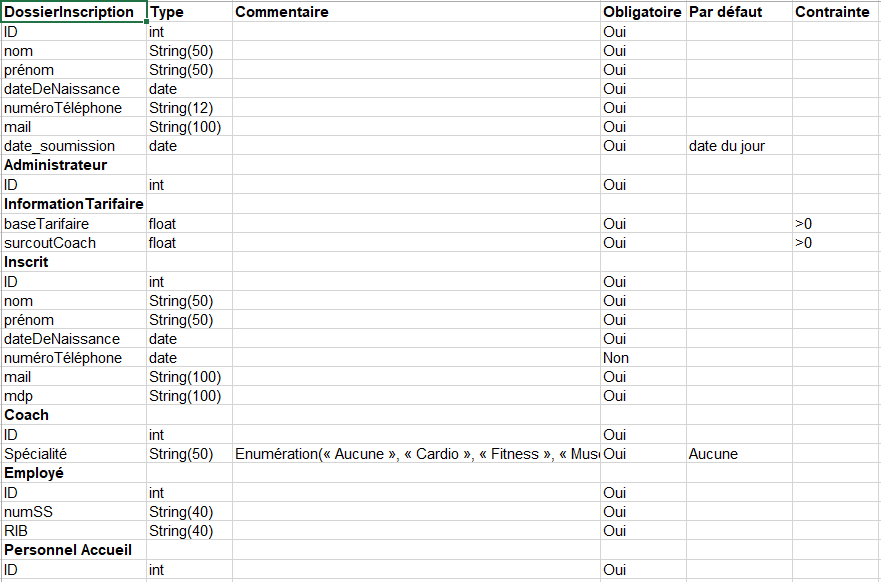 DossierInscription Type Commentaire Obligatoire Par défaut Contrainte
ID int Oui
nom String(50) Oui
prénom String(50) Oui
dateDeNaissance date Oui
numéroTéléphone String(12) Oui
mail String(100) Oui
date_soumission date Oui date du jour
Administrateur
ID int Oui
InformationTarifaire
baseTarifaire float Oui >0
surcoutCoach float Oui >0
Inscrit
ID int Oui
nom String(50) Oui
prénom String(50) Oui
dateDeNaissance date Oui
numéroTéléphone date Non
mail String(100) Oui
mdp String(100) Oui
Coach
ID int Oui
Spécialité String(50) Enumération(« Aucune », « Cardio », « Fitness », « Mus Oui Aucune
Employé
ID int Oui
numSS String(40) Oui
RIB String(40) Oui
Personnel Accueil
ID int Oui